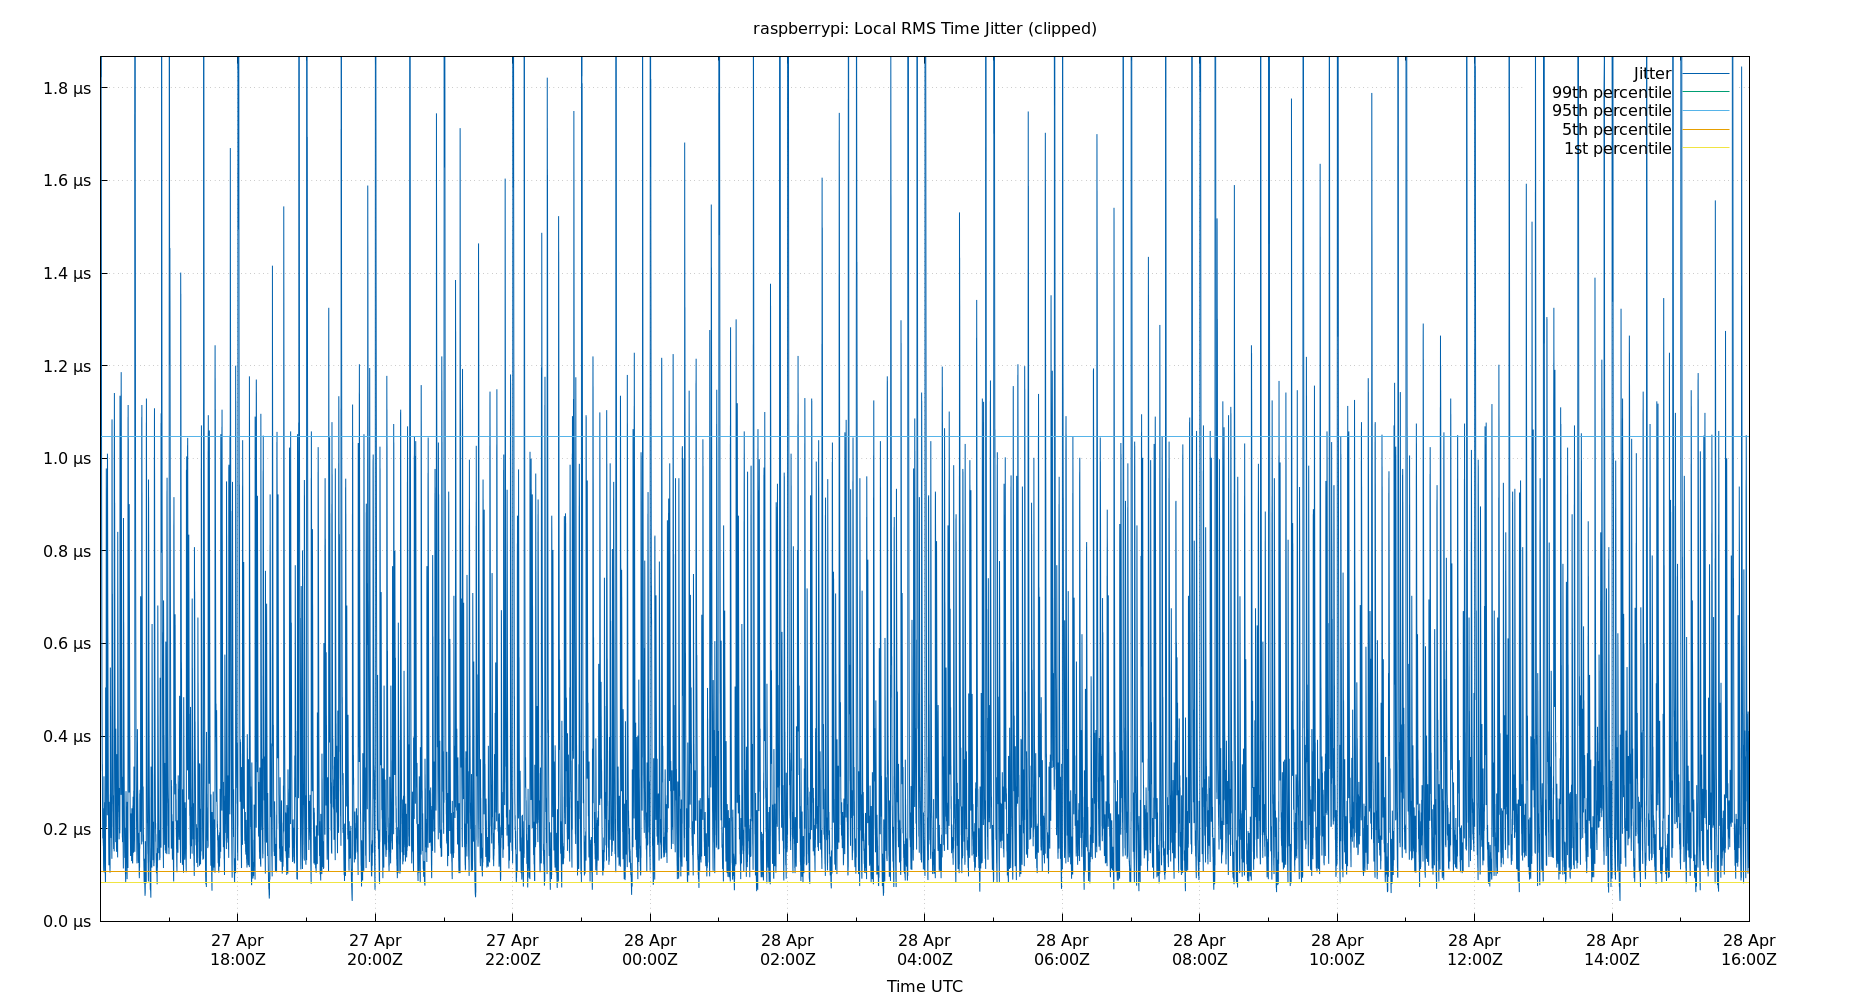 raspberrypi: Local RMS Time Jitter (clipped)
1.8 μs
1.6 μs
1.4 μs
1.2 μs
1.0 μs
0.8 μs
0.6 μs
0.4 μs
0.2 μs
0.0 μs
Jitter
99th percentile
95th percentile
5th percentile
1st percentile
27 Apr 27 Apr 27 Apr 28 Apr 28 Apr 28 Apr 28 Apr 28 Apr 28 Apr 28 Apr 28 Apr 28 Apr
18:00Z 20:00Z 22:00Z 00:00Z 02:00Z 04:00Z 06:00Z 08:00Z 10:00Z 12:00Z 14:00Z 16:00Z
Time UTC